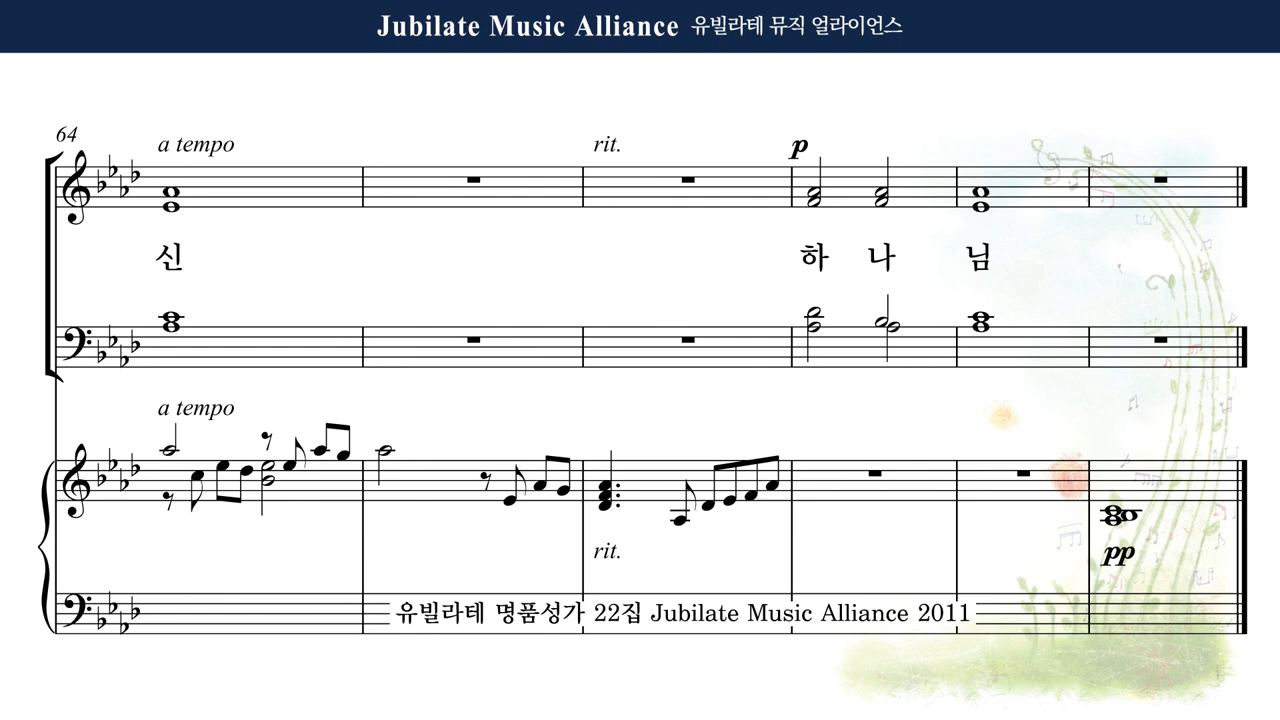 Jubilate Music Alliance 유빌라테 뮤직 얼라이언스
64
a tempo rit. p
신 하 나 님
a tempo
rit. pp
유빌라테 명품성가 22집 Jubilate Music Alliance 2011